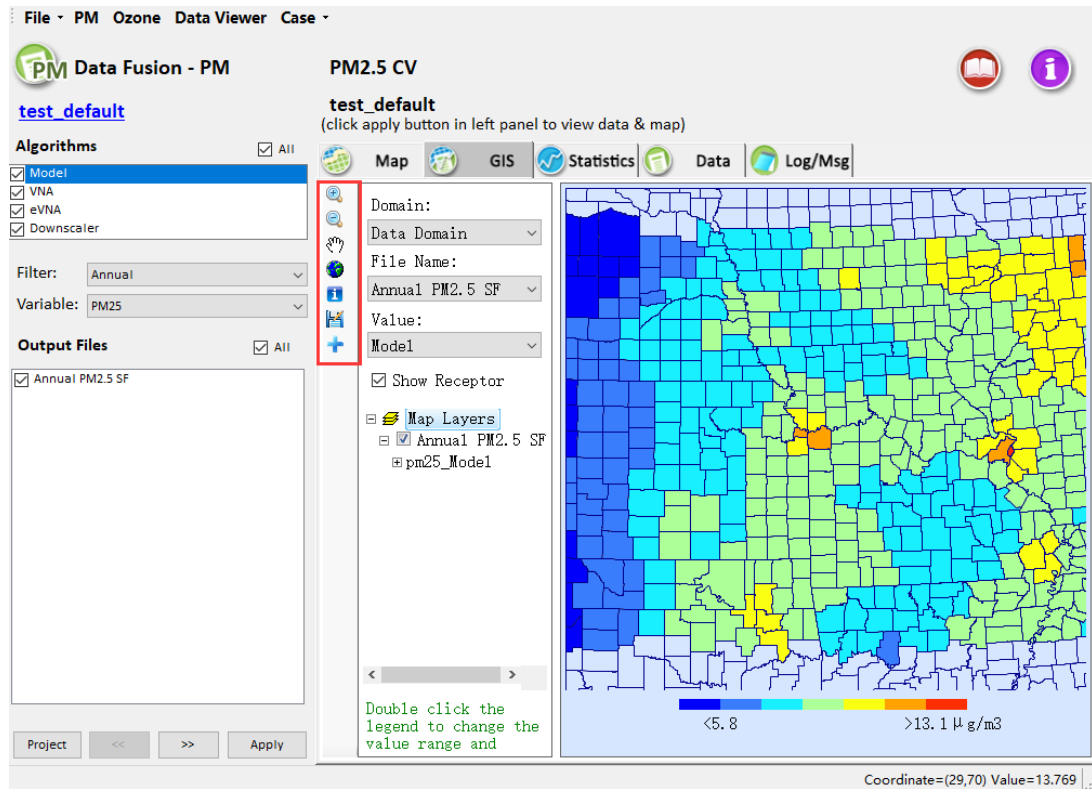 File PM Ozone Data Viewer Case
PM Data Fusion - PM
PM2.5 CV
test_default
test_default
(click apply button in left panel to view data & map)
Algorithms
All
Map
GIS
Statistics
Data
Log/Msg
Model
VNA
eVNA
Downscaler
Filter: Annual
Variable: PM25
Output Files
All
Annual PM2.5 SF
Domain:
Data Domain
File Name:
Annual PM2.5 SF
Value:
Model
Show Receptor
Map Layers
Annual PM2.5 SF
pm25_Model
Double click the
legend to change the
value range and
<5.8
>13.1μg/m3
Project
<<
>>
Apply
Coordinate=(29,70) Value=13.769